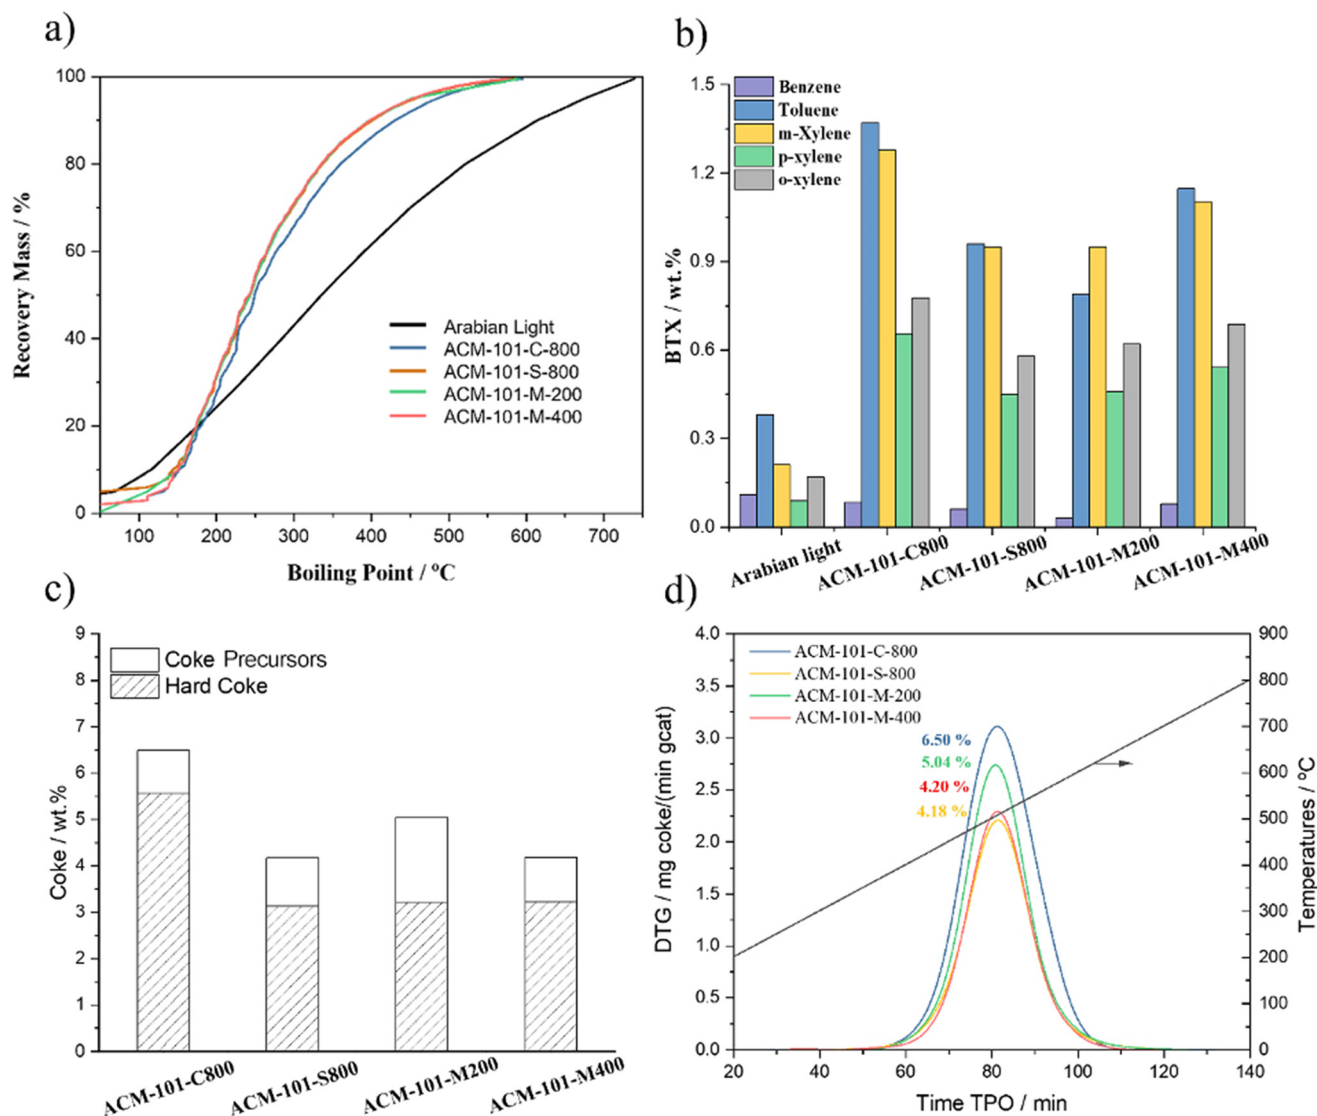 a)
100
80
60
40
20
0
Recovery Mass / %
Arabian Light
ACM-101-C-800
ACM-101-S-800
ACM-101-M-200
ACM-101-M-400
100 200 300 400 500 600 700
Boiling Point / ºC
b)
1.5
1.2
0.9
0.6
0.3
0.0
BTX / wt.%
Benzene
Toluene
m-Xylene
p-xylene
o-xylene
Arabian light
ACM-101-C800
ACM-101-S800
ACM-101-M200
ACM-101-M400
c)
9
8
7
6
5
4
3
2
1
0
Coke / wt.%
Coke Precursors
Hard Coke
ACM-101-C800
ACM-101-S800
ACM-101-M200
ACM-101-M400
d)
4.0
3.5
3.0
2.5
2.0
1.5
1.0
0.5
0.0
DTG / mg coke/(min gcat)
ACM-101-C-800
ACM-101-S-800
ACM-101-M-200
ACM-101-M-400
6.50 %
5.04 %
4.20 %
4.18 %
900
800
700
600
500
400
300
200
100
0
Temperatures / ºC
20 40 60 80 100 120 140
Time TPO / min